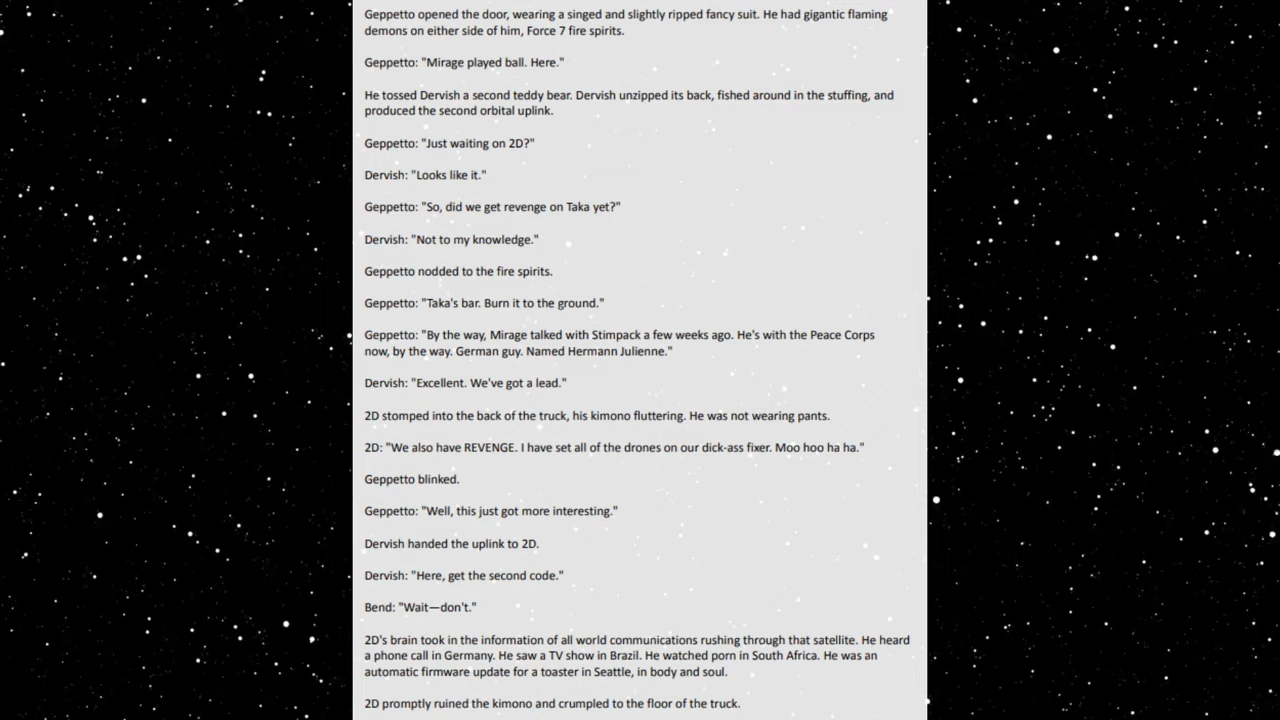 Geppetto opened the door, wearing a singed and slightly ripped fancy suit. He had gigantic flaming
demons on either side of him, Force 7 fire spirits.
Geppetto: "Mirage played ball. Here."
He tossed Dervish a second teddy bear. Dervish unzipped its back, fished around in the stuffing, and
produced the second orbital uplink.
Geppetto: "Just waiting on 2D?"
Dervish: "Looks like it."
Geppetto: "So, did we get revenge on Taka yet?"
Dervish: "Not to my knowledge."
Geppetto nodded to the fire spirits.
Geppetto: "Taka's bar. Burn it to the ground."
Geppetto: "By the way, Mirage talked with Stimpack a few weeks ago. He's with the Peace Corps
now, by the way. German guy. Named Hermann Julienne."
Dervish: "Excellent. We've got a lead."
2D stomped into the back of the truck, his kimono fluttering. He was not wearing pants.
2D: "We also have REVENGE. I have set all of the drones on our dick-ass fixer. Moo hoo ha ha."
Geppetto blinked.
Geppetto: "Well, this just got more interesting."
Dervish handed the uplink to 2D.
Dervish: "Here, get the second code."
Bend: "Wait—don't."
2D's brain took in the information of all world communications rushing through that satellite. He heard
a phone call in Germany. He saw a TV show in Brazil. He watched porn in South Africa. He was an
automatic firmware update for a toaster in Seattle, in body and soul.
2D promptly ruined the kimono and crumpled to the floor of the truck.